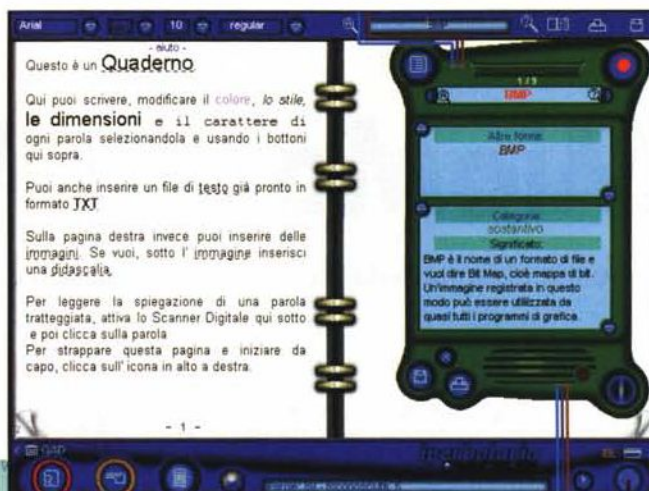 Arial 10 regular
- aiuto -
Questo è un Quaderno
Qui puoi scrivere, modificare il colore, lo stile,
le dimensioni e il carattere di
ogni parola selezionandola e usando i bottoni
qui sopra.
Puoi anche inserire un file di testo già pronto in
formato TXT
Sulla pagina destra invece puoi inserire delle
immagini. Se vuoi, sotto l' immagine inserisci
una didascalia.
Per leggere la spiegazione di una parola
tratteggiata, attiva lo Scanner Digitale qui sotto
e poi clicca sulla parola
Per strappare questa pagina e iniziare da
capo, clicca sull' icona in alto a destra.
- 1 -
BMP
Altre forme:
BMP
Categoria:
sostantivo
Significato:
BMP è il nome di un formato di file e
vuol dire Bit Map, cioè mappa di bit.
Un'immagine registrata in questo
modo può essere utilizzata da
quasi tutti i programmi di grafica.